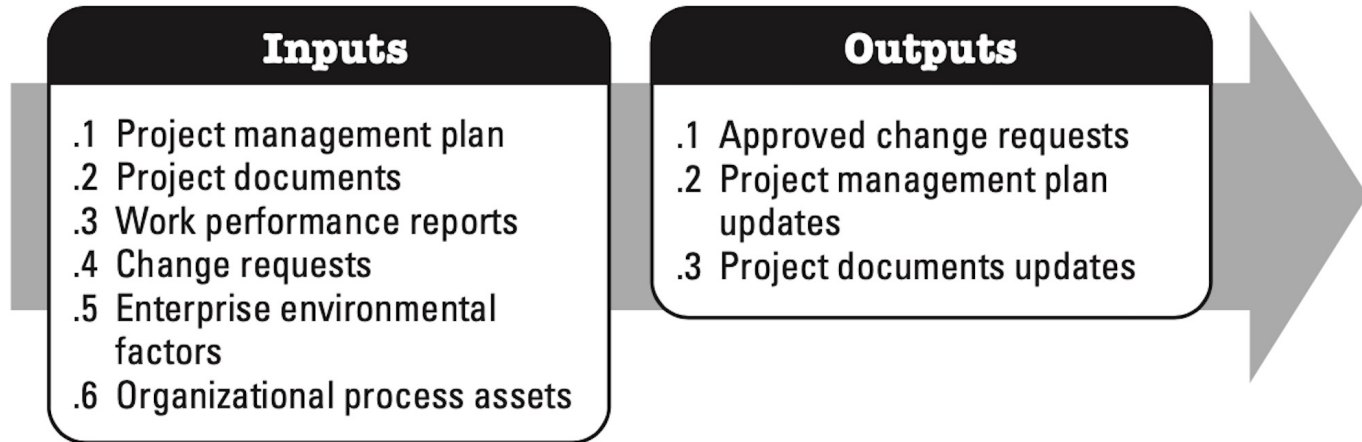 Inputs
.1 Project management plan
.2 Project documents
.3 Work performance reports
.4 Change requests
.5 Enterprise environmental
factors
.6 Organizational process assets
Outputs
.1 Approved change requests
.2 Project management plan
updates
.3 Project documents updates